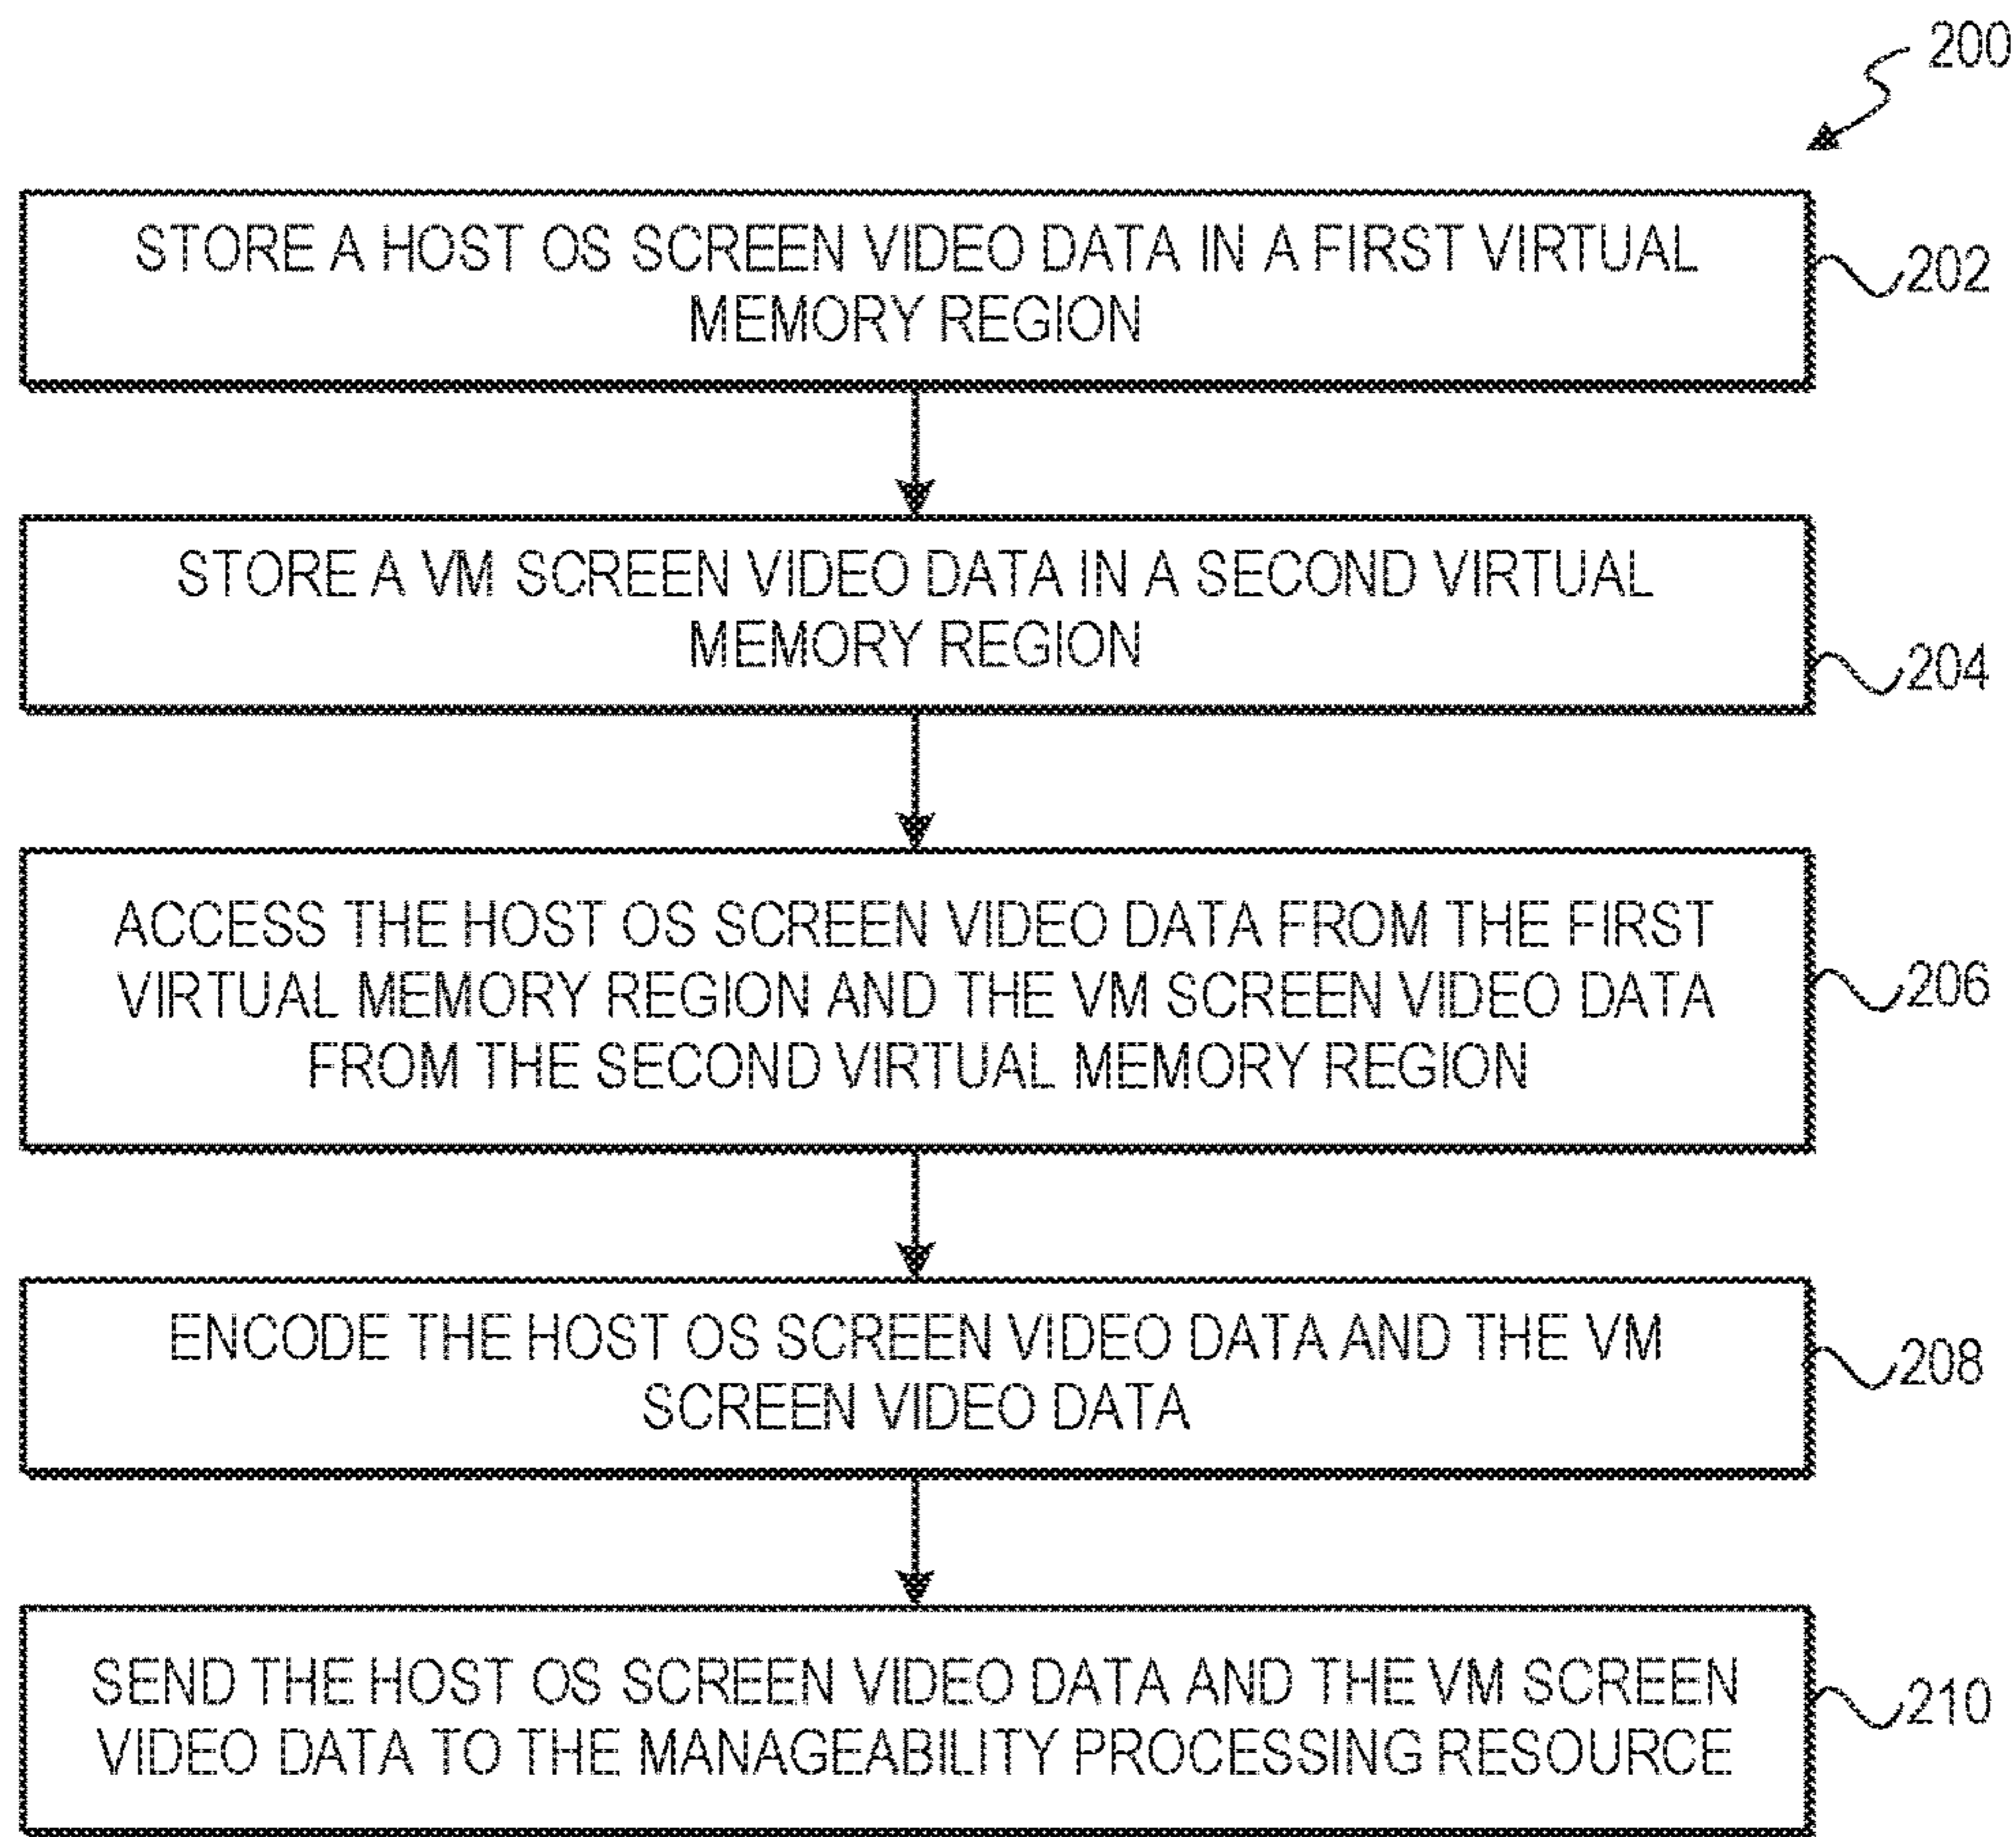 200
STORE A HOST OS SCREEN VIDEO DATA IN A FIRST VIRTUAL
MEMORY REGION
202
STORE A VM SCREEN VIDEO DATA IN A SECOND VIRTUAL
MEMORY REGION
204
ACCESS THE HOST OS SCREEN VIDEO DATA FROM THE FIRST
VIRTUAL MEMORY REGION AND THE VM SCREEN VIDEO DATA
FROM THE SECOND VIRTUAL MEMORY REGION
206
ENCODE THE HOST OS SCREEN VIDEO DATA AND THE VM
SCREEN VIDEO DATA
208
SEND THE HOST OS SCREEN VIDEO DATA AND THE VM SCREEN
VIDEO DATA TO THE MANAGEABILITY PROCESSING RESOURCE
210